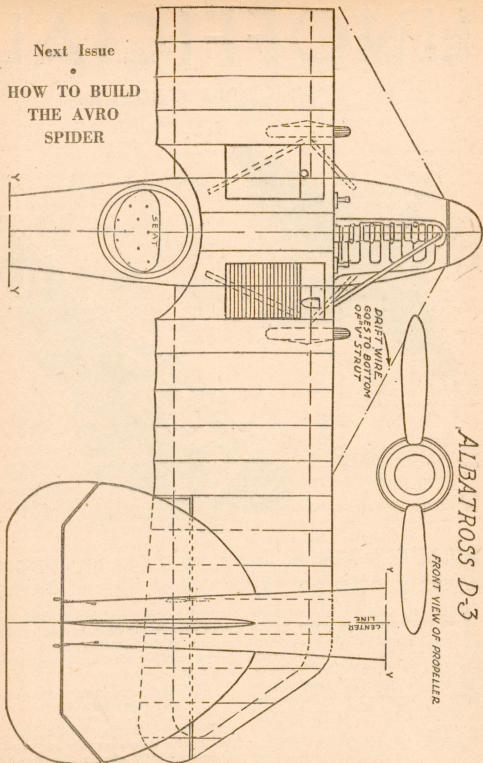 Next Issue
•
HOW TO BUILD
THE AVRO
SPIDER
ALBATROSS D-3
FRONT VIEW OF PROPELLER
DRIFT WIRE
GOES TO BOTTOM
OF "V" STRUT
SEAT
Y
Y
Y
Y
CENTER
LINE